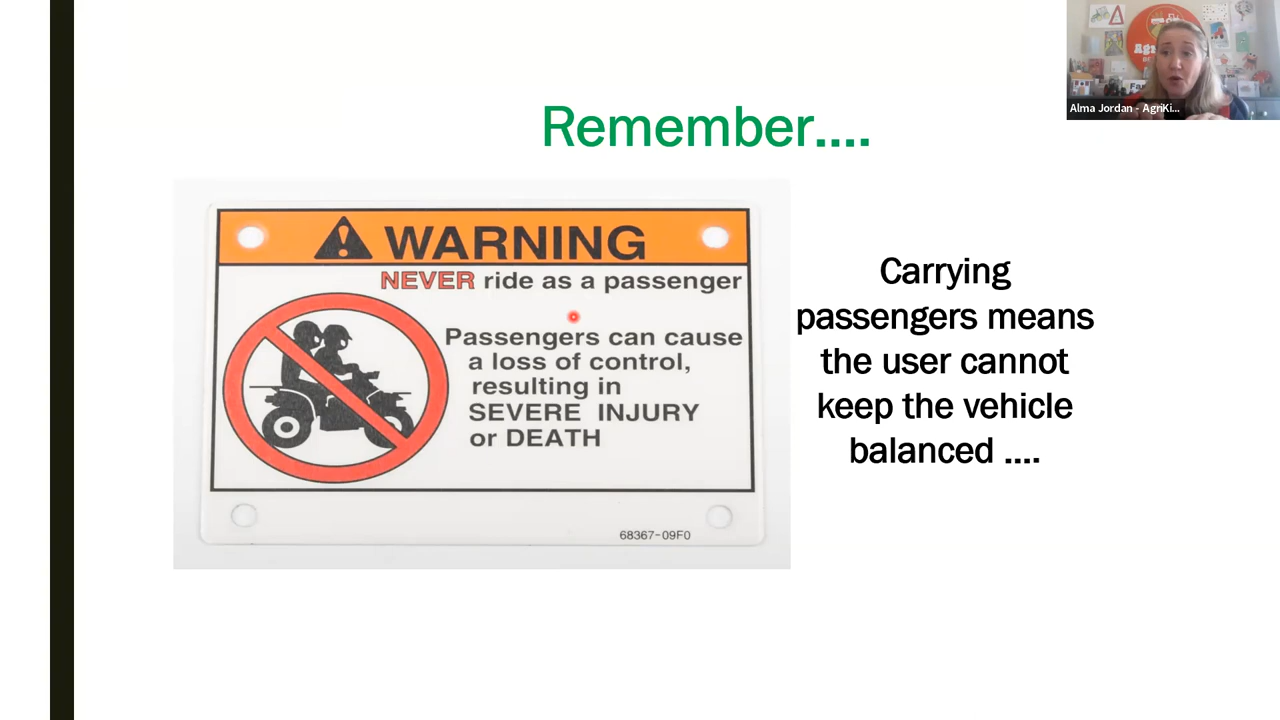 Remember....
WARNING
NEVER ride as a passenger
Passengers can cause
a loss of control,
resulting in
SEVERE INJURY
or DEATH
68367-09F0
Carrying
passengers means
the user cannot
keep the vehicle
balanced ....
Alma Jordan - AgriKi...